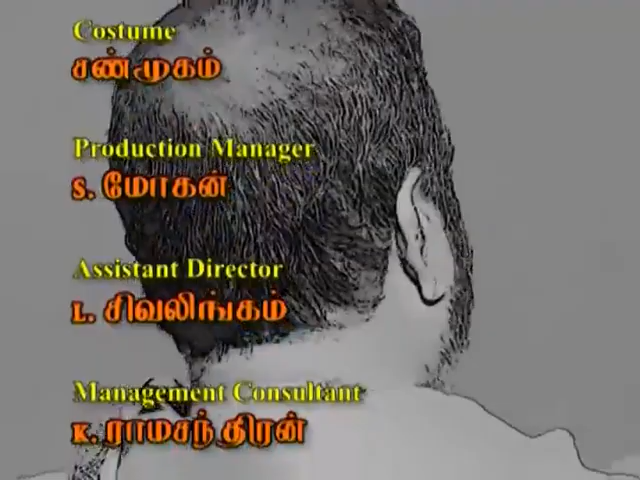 Costume
சண்முகம்
Production Manager
S. மோகன்
Assistant Director
L. சிவலிங்கம்
Management Consultant
K. ராமசந்திரன்